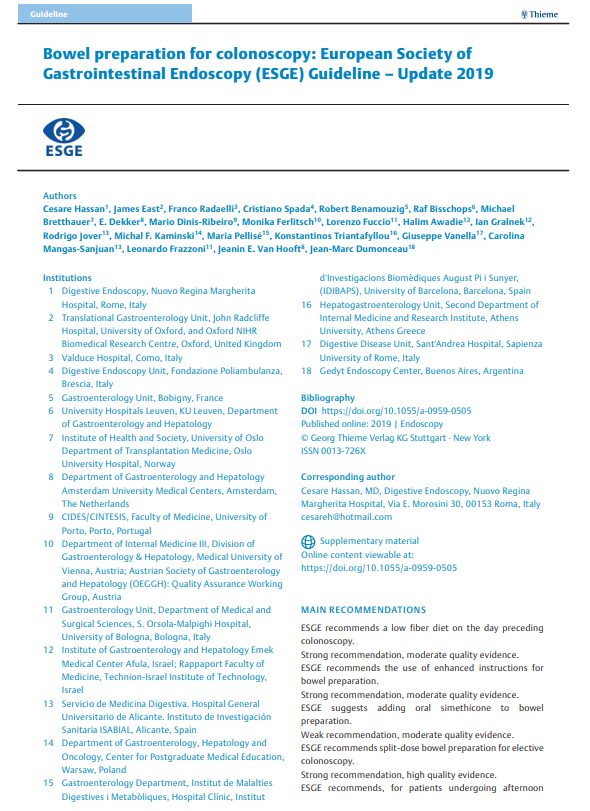 Guideline
Thieme
Bowel preparation for colonoscopy: European Society of
Gastrointestinal Endoscopy (ESGE) Guideline – Update 2019
ESGE
Authors
Cesare Hassan1, James East2, Franco Radaelli3, Cristiano Spada4, Robert Benamouzig5, Raf Bisschops6, Michael
Bretthauer7, E. Dekker8, Mario Dinis-Ribeiro9, Monika Ferlitsch10, Lorenzo Fuccio11, Halim Awadie12, Ian Gralnek12,
Rodrigo Jover13, Michal F. Kaminski14, Maria Pellisé15, Konstantinos Triantafyllou16, Giuseppe Vanella17, Carolina
Mangas-Sanjuan13, Leonardo Frazzoni11, Jeanin E. Van Hooft8, Jean-Marc Dumonceau18
Institutions
1 Digestive Endoscopy, Nuovo Regina Margherita
Hospital, Rome, Italy
2 Translational Gastroenterology Unit, John Radcliffe
Hospital, University of Oxford, and Oxford NIHR
Biomedical Research Centre, Oxford, United Kingdom
3 Valduce Hospital, Como, Italy
4 Digestive Endoscopy Unit, Fondazione Poliambulanza,
Brescia, Italy
5 Gastroenterology Unit, Bobigny, France
6 University Hospitals Leuven, KU Leuven, Department
of Gastroenterology and Hepatology
7 Institute of Health and Society, University of Oslo
Department of Transplantation Medicine, Oslo
University Hospital, Norway
8 Department of Gastroenterology and Hepatology
Amsterdam University Medical Centers, Amsterdam,
The Netherlands
9 CIDES/CINTESIS, Faculty of Medicine, University of
Porto, Porto, Portugal
10 Department of Internal Medicine III, Division of
Gastroenterology & Hepatology, Medical University of
Vienna, Austria; Austrian Society of Gastroenterology
and Hepatology (OEGGH): Quality Assurance Working
Group, Austria
11 Gastroenterology Unit, Department of Medical and
Surgical Sciences, S. Orsola-Malpighi Hospital,
University of Bologna, Bologna, Italy
12 Institute of Gastroenterology and Hepatology Emek
Medical Center Afula, Israel; Rappaport Faculty of
Medicine, Technion-Israel Institute of Technology,
Israel
13 Servicio de Medicina Digestiva. Hospital General
Universitario de Alicante. Instituto de Investigación
Sanitaria ISABIAL, Alicante, Spain
14 Department of Gastroenterology, Hepatology and
Oncology, Center for Postgraduate Medical Education,
Warsaw, Poland
15 Gastroenterology Department, Institut de Malalties
Digestives i Metabòliques, Hospital Clínic, Institut
d'Investigacions Biomèdiques August Pi i Sunyer,
(IDIBAPS), University of Barcelona, Barcelona, Spain
16 Hepatogastroenterology Unit, Second Department of
Internal Medicine and Research Institute, Athens
University, Athens Greece
17 Digestive Disease Unit, Sant'Andrea Hospital, Sapienza
University of Rome, Italy
18 Gedyt Endoscopy Center, Buenos Aires, Argentina
Bibliography
DOI https://doi.org/10.1055/a-0959-0505
Published online: 2019 | Endoscopy
© Georg Thieme Verlag KG Stuttgart · New York
ISSN 0013-726X
Corresponding author
Cesare Hassan, MD, Digestive Endoscopy, Nuovo Regina
Margherita Hospital, Via E. Morosini 30, 00153 Roma, Italy
cesareh@hotmail.com
Supplementary material
Online content viewable at:
https://doi.org/10.1055/a-0959-0505
MAIN RECOMMENDATIONS
ESGE recommends a low fiber diet on the day preceding
colonoscopy.
Strong recommendation, moderate quality evidence.
ESGE recommends the use of enhanced instructions for
bowel preparation.
Strong recommendation, moderate quality evidence.
ESGE suggests adding oral simethicone to bowel
preparation.
Weak recommendation, moderate quality evidence.
ESGE recommends split-dose bowel preparation for elective
colonoscopy.
Strong recommendation, high quality evidence.
ESGE recommends, for patients undergoing afternoon